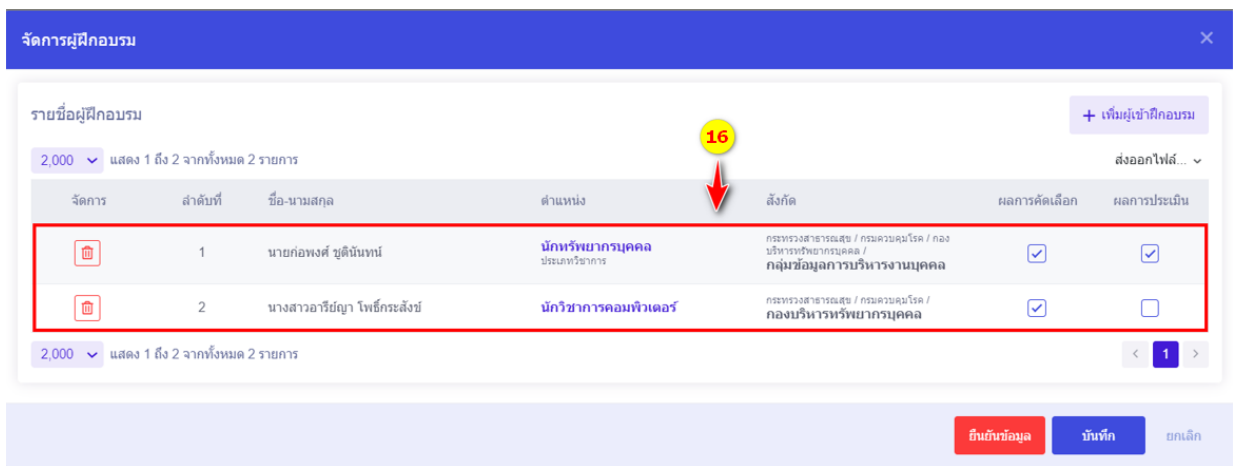 จัดการผู้ฝึกอบรม
รายชื่อผู้ฝึกอบรม
+ เพิ่มผู้เข้าฝึกอบรม
16
2,000 แสดง 1 ถึง 2 จากทั้งหมด 2 รายการ
ส่งออกไฟล์...
จัดการ ลำดับที่ ชื่อ-นามสกุล ตำแหน่ง สังกัด ผลการคัดเลือก ผลการประเมิน
1 นายก่อพงศ์ ชูตินันทน์ นักทรัพยากรบุคคล
ประเภทวิชาการ
กระทรวงสาธารณสุข / กรมควบคุมโรค / กอง
บริหารทรัพยากรบุคคล /
กลุ่มข้อมูลการบริหารงานบุคคล
2 นางสาวอารีย์ญา โพธิ์กระสังข์ นักวิชาการคอมพิวเตอร์
กระทรวงสาธารณสุข / กรมควบคุมโรค /
กองบริหารทรัพยากรบุคคล
2,000 แสดง 1 ถึง 2 จากทั้งหมด 2 รายการ
1
ยืนยันข้อมูล บันทึก ยกเลิก